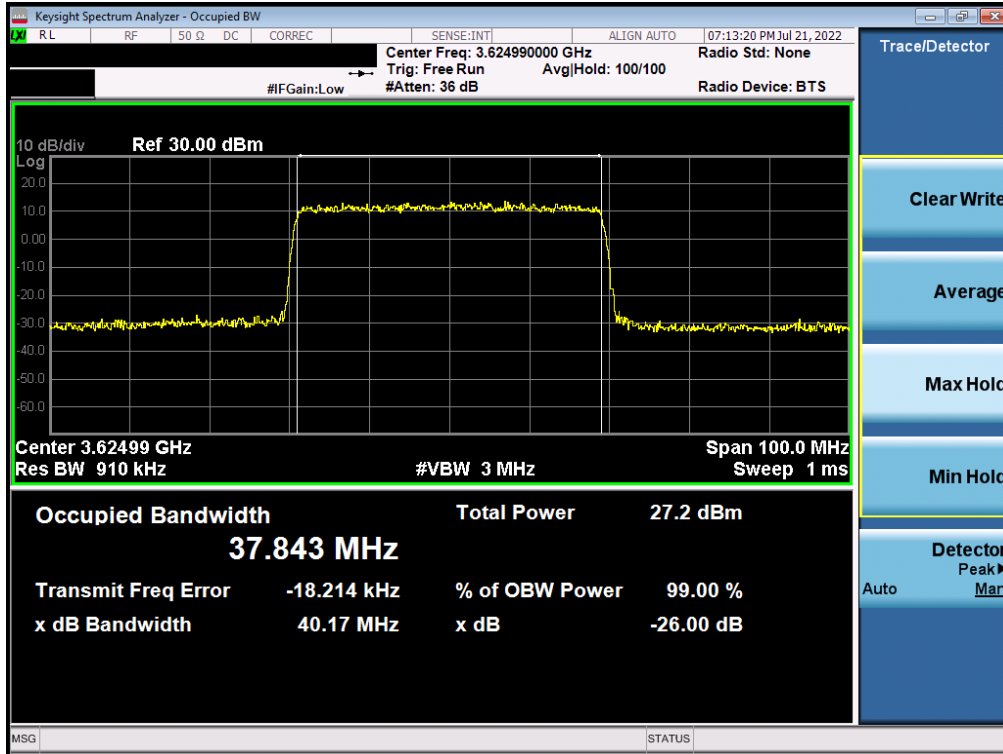 Keysight Spectrum Analyzer - Occupied BW
LXI RL RF 50 Ω DC CORREC SENSE:INT ALIGN AUTO 07:13:20 PM Jul 21, 2022
Center Freq: 3.624990000 GHz Radio Std: None
Trig: Free Run Avg|Hold: 100/100
#IFGain:Low #Atten: 36 dB Radio Device: BTS
Trace/Detector
10 dB/div Ref 30.00 dBm
Log
20.0
10.0
0.00
-10.0
-20.0
-30.0
-40.0
-50.0
-60.0
Center 3.62499 GHz Span 100.0 MHz
Res BW 910 kHz #VBW 3 MHz Sweep 1 ms
Occupied Bandwidth Total Power 27.2 dBm
37.843 MHz
Transmit Freq Error -18.214 kHz % of OBW Power 99.00 %
x dB Bandwidth 40.17 MHz x dB -26.00 dB
Clear Write
Average
Max Hold
Min Hold
Detector
Peak▶
Auto Man
MSG STATUS